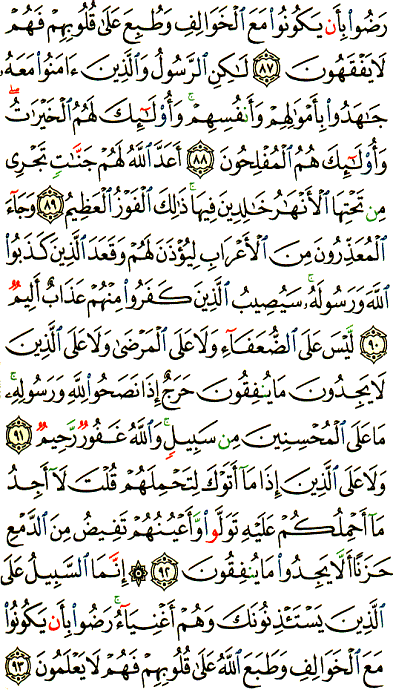 رَضُوا۟ بِأَن يَكُونُوا۟ مَعَ ٱلْخَوَالِفِ وَطُبِعَ عَلَىٰ قُلُوبِهِمْ فَهُمْ
لَا يَفْقَهُونَ ٨٧ لَـٰكِنِ ٱلرَّسُولُ وَٱلَّذِينَ ءَامَنُوا۟ مَعَهُۥ
جَـٰهَدُوا۟ بِأَمْوَٰلِهِمْ وَأَنفُسِهِمْ ۚ وَأُو۟لَـٰٓئِكَ لَهُمُ ٱلْخَيْرَٰتُ ۖ
وَأُو۟لَـٰٓئِكَ هُمُ ٱلْمُفْلِحُونَ ٨٨ أَعَدَّ ٱللَّهُ لَهُمْ جَنَّـٰتٍ تَجْرِى
مِن تَحْتِهَا ٱلْأَنْهَـٰرُ خَـٰلِدِينَ فِيهَا ۚ ذَٰلِكَ ٱلْفَوْزُ ٱلْعَظِيمُ ٨٩ وَجَآءَ
ٱلْمُعَذِّرُونَ مِنَ ٱلْأَعْرَابِ لِيُؤْذَنَ لَهُمْ وَقَعَدَ ٱلَّذِينَ كَذَبُوا۟
ٱللَّهَ وَرَسُولَهُۥ ۚ سَيُصِيبُ ٱلَّذِينَ كَفَرُوا۟ مِنْهُمْ عَذَابٌ أَلِيمٌ
٩٠ لَّيْسَ عَلَى ٱلضُّعَفَآءِ وَلَا عَلَى ٱلْمَرْضَىٰ وَلَا عَلَى ٱلَّذِينَ
لَا يَجِدُونَ مَا يُنفِقُونَ حَرَجٌ إِذَا نَصَحُوا۟ لِلَّهِ وَرَسُولِهِۦ ۚ
مَا عَلَى ٱلْمُحْسِنِينَ مِن سَبِيلٍ ۚ وَٱللَّهُ غَفُورٌ رَّحِيمٌ ٩١
وَلَا عَلَى ٱلَّذِينَ إِذَا مَآ أَتَوْكَ لِتَحْمِلَهُمْ قُلْتَ لَآ أَجِدُ
مَآ أَحْمِلُكُمْ عَلَيْهِ تَوَلَّوا۟ وَّأَعْيُنُهُمْ تَفِيضُ مِنَ ٱلدَّمْعِ
حَزَنًا أَلَّا يَجِدُوا۟ مَا يُنفِقُونَ ٩٢ ۞ إِنَّمَا ٱلسَّبِيلُ عَلَى
ٱلَّذِينَ يَسْتَـْٔذِنُونَكَ وَهُمْ أَغْنِيَآءُ ۚ رَضُوا۟ بِأَن يَكُونُوا۟
مَعَ ٱلْخَوَالِفِ وَطَبَعَ ٱللَّهُ عَلَىٰ قُلُوبِهِمْ فَهُمْ لَا يَعْلَمُونَ ٩٣